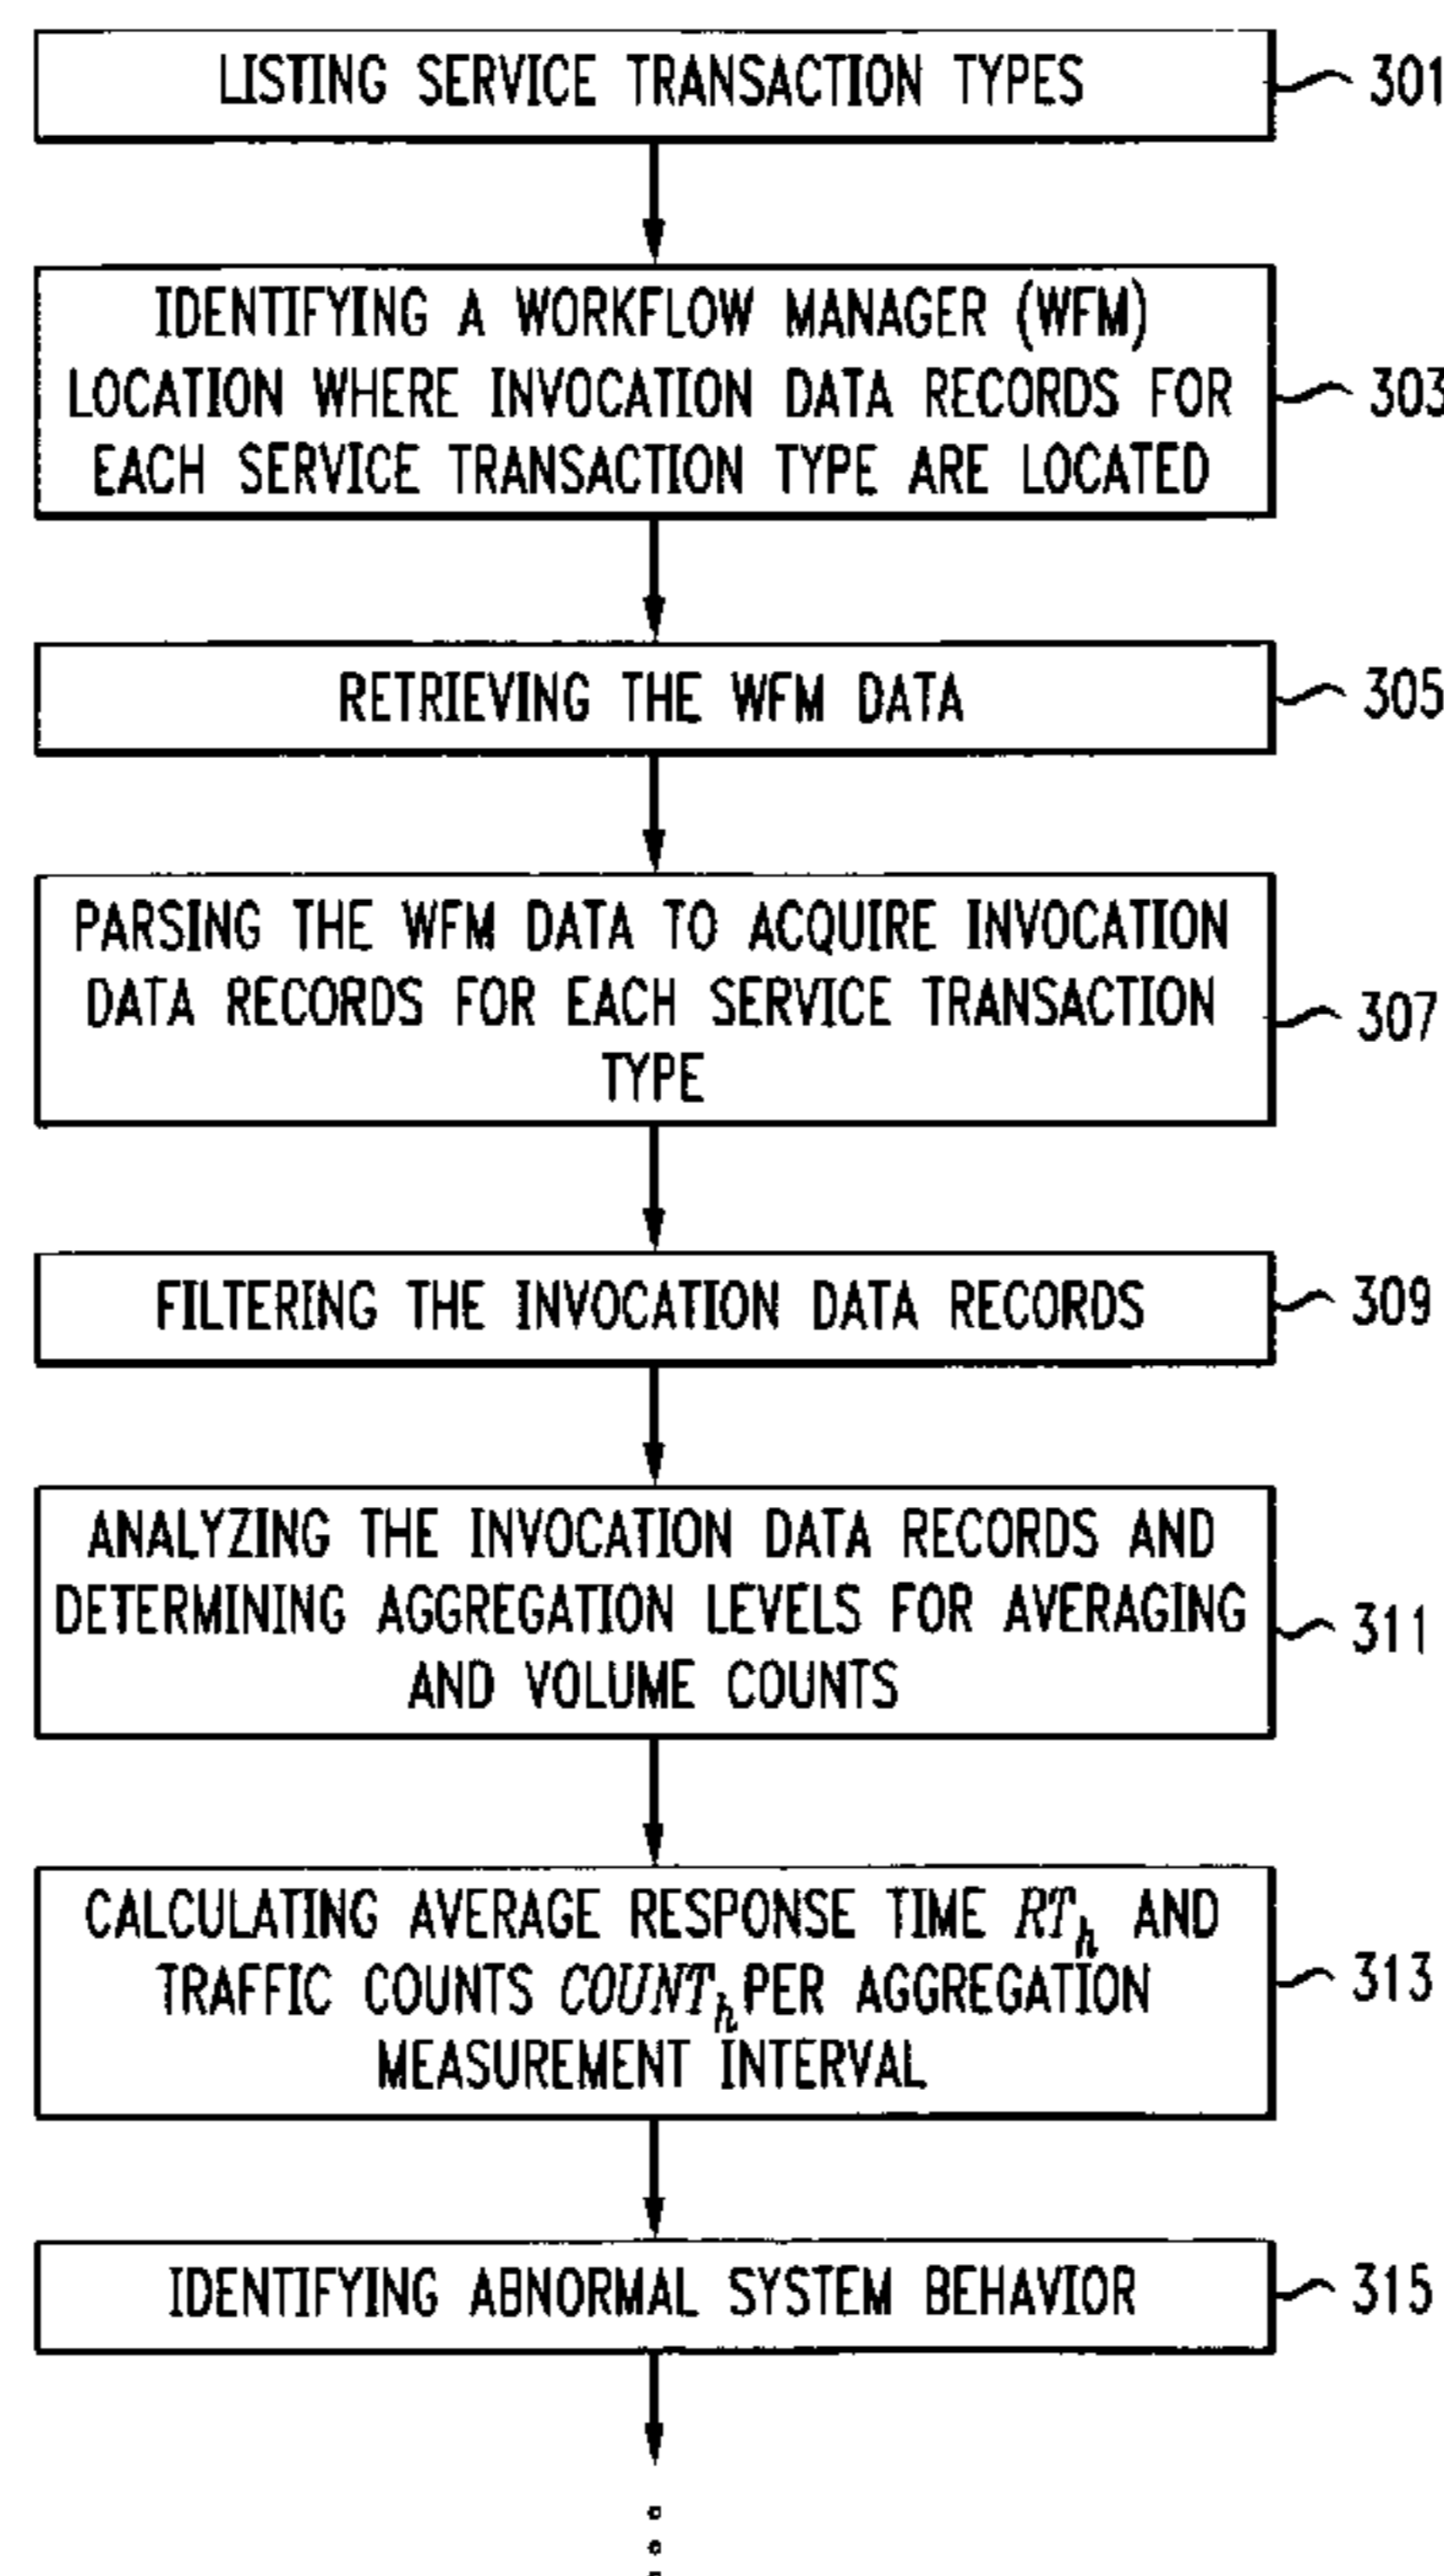 LISTING SERVICE TRANSACTION TYPES
301
IDENTIFYING A WORKFLOW MANAGER (WFM)
LOCATION WHERE INVOCATION DATA RECORDS FOR
EACH SERVICE TRANSACTION TYPE ARE LOCATED
303
RETRIEVING THE WFM DATA
305
PARSING THE WFM DATA TO ACQUIRE INVOCATION
DATA RECORDS FOR EACH SERVICE TRANSACTION
TYPE
307
FILTERING THE INVOCATION DATA RECORDS
309
ANALYZING THE INVOCATION DATA RECORDS AND
DETERMINING AGGREGATION LEVELS FOR AVERAGING
AND VOLUME COUNTS
311
CALCULATING AVERAGE RESPONSE TIME RT_h AND
TRAFFIC COUNTS COUNT_h PER AGGREGATION
MEASUREMENT INTERVAL
313
IDENTIFYING ABNORMAL SYSTEM BEHAVIOR
315